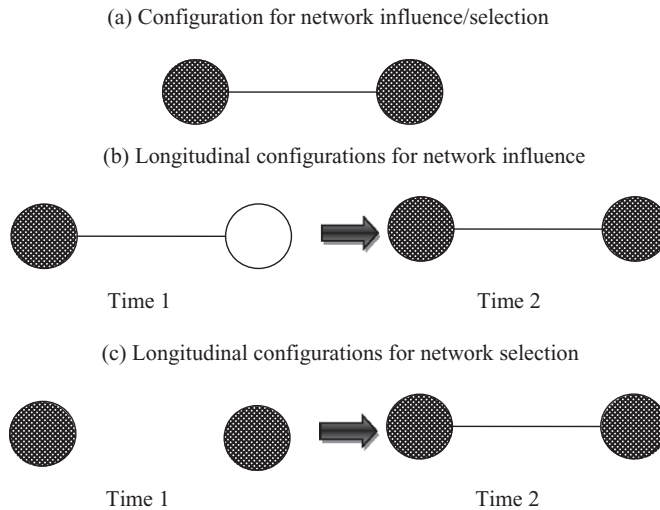 (a) Configuration for network influence/selection
(b) Longitudinal configurations for network influence
Time 1
Time 2
(c) Longitudinal configurations for network selection
Time 1
Time 2